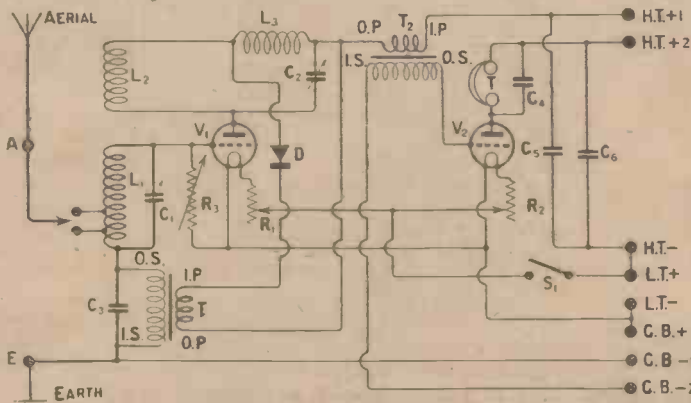 AERIAL
L3
O.P
T2
I.P
H.T.+1
I.S.
O.S.
H.T.+2
L2
C2
T
C4
V1
V2
A
D
C5
C6
L1
C1
R3
R1
R2
H.T.-
O.S.
I.P
S1
L.T.+
C3
T
L.T.-
I.S.
O.P
G.B.+
E
G.B-
EARTH
G.B.-2